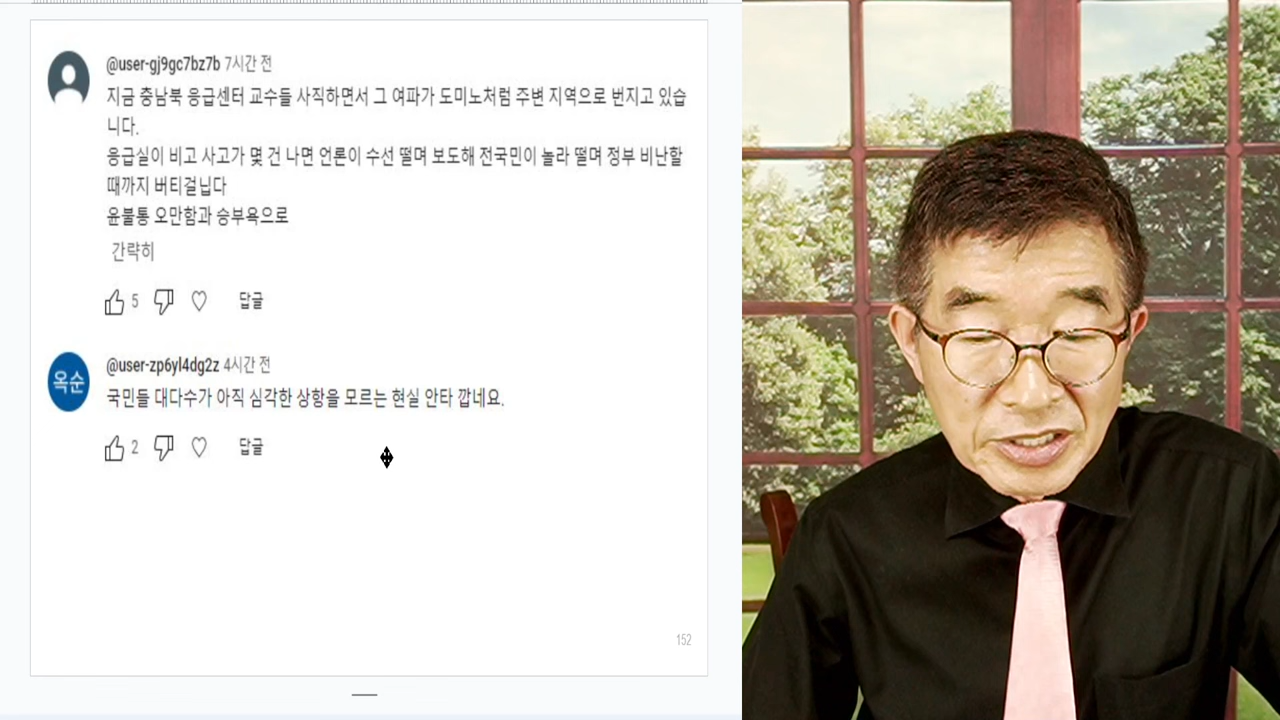 @user-gj9gc7bz7b 7시간 전
지금 충남북 응급센터 교수들 사직하면서 그 여파가 도미노처럼 주변 지역으로 번지고 있습
니다.
응급실이 비고 사고가 몇 건 나면 언론이 수선 떨며 보도해 전국민이 놀라 떨며 정부 비난할
때까지 버티걸닙다
윤불통 오만함과 승부욕으로
간략히
5 답글
옥순
@user-zp6yl4dg2z 4시간 전
국민들 대다수가 아직 심각한 상항을 모르는 현실 안타 깝네요.
2 답글
152